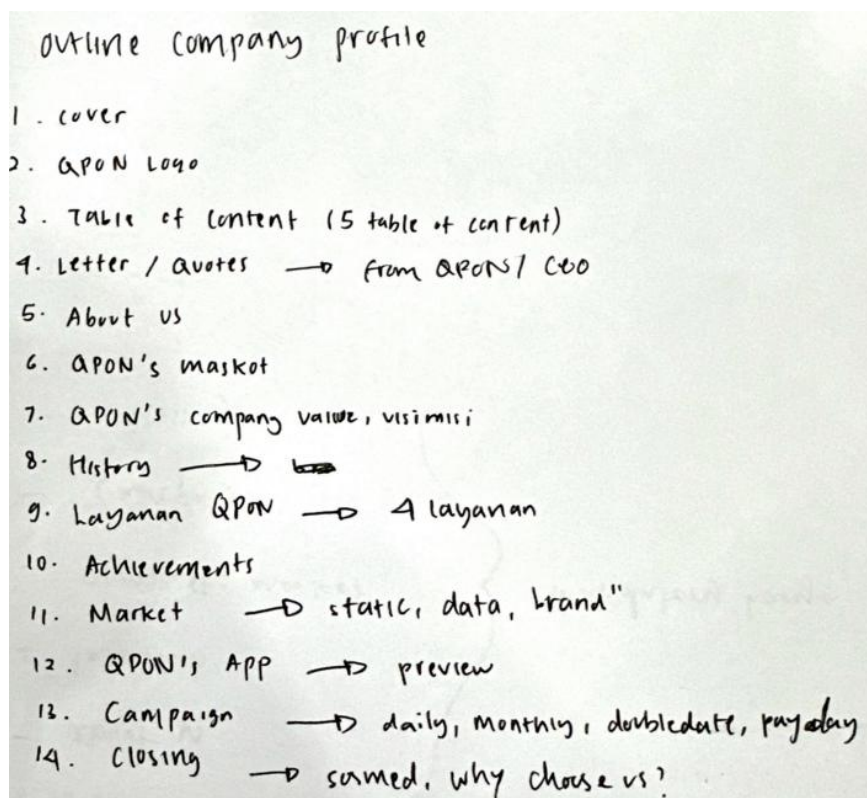 outline company profile
1. cover
2. QPON Logo
3. Table of Content (5 table of content)
4. Letter / Quotes → from QPON / CEO
5. About us
6. QPON's maskot
7. QPON's company value, visi misi
8. History →
9. Layanan QPON → 4 layanan
10. Achievements
11. Market → static, data, brand"
12. QPON's App → preview
13. Campaign → daily, monthly, doubledate, payday
14. Closing → sosmed, why choose us?